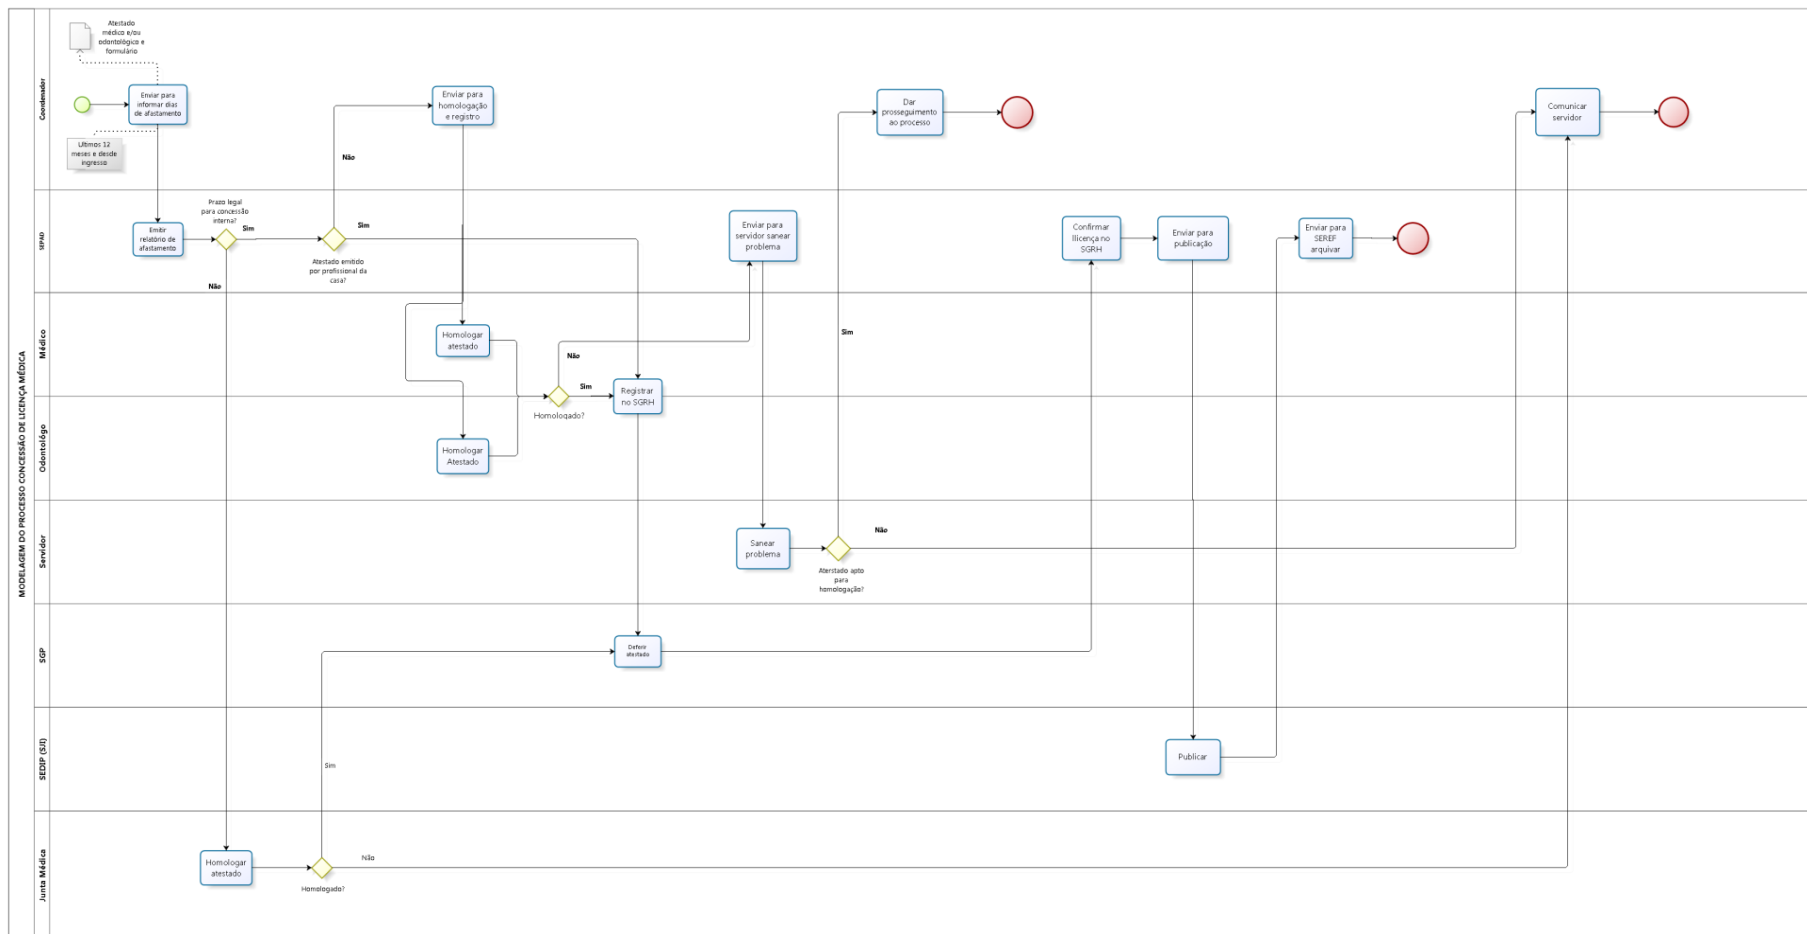 MODELAGEM DO PROCESSO CONCESSÃO DE LICENÇA MÉDICA
Coordenador
Atestado
médico e/ou
odontológico e
formulário
Enviar para
informar dias
de afastamento
Ultimos 12
meses e desde
ingresso
Enviar para
homologação
e registro
Não
Dar
prosseguimento
ao processo
Comunicar
servidor
SEPAD
Emitir
relatório de
afastamento
Prazo legal
para concessão
interna?
Sim
Não
Sim
Atestado emitido
por profissional da
casa?
Enviar para
servidor sanear
problema
Confirmar
llicença no
SGRH
Enviar para
publicação
Enviar para
SEREF
arquivar
Médico
Homologar
atestado
Não
Sim
Homologado?
Registrar
no SGRH
Sim
Odontológo
Homologar
Atestado
Servidor
Sanear
problema
Não
Aterstado apto
para
homologação?
SGP
Deferir
atestado
SEDIP (SJI)
Sim
Publicar
Junta Médica
Homologar
atestado
Não
Homologado?